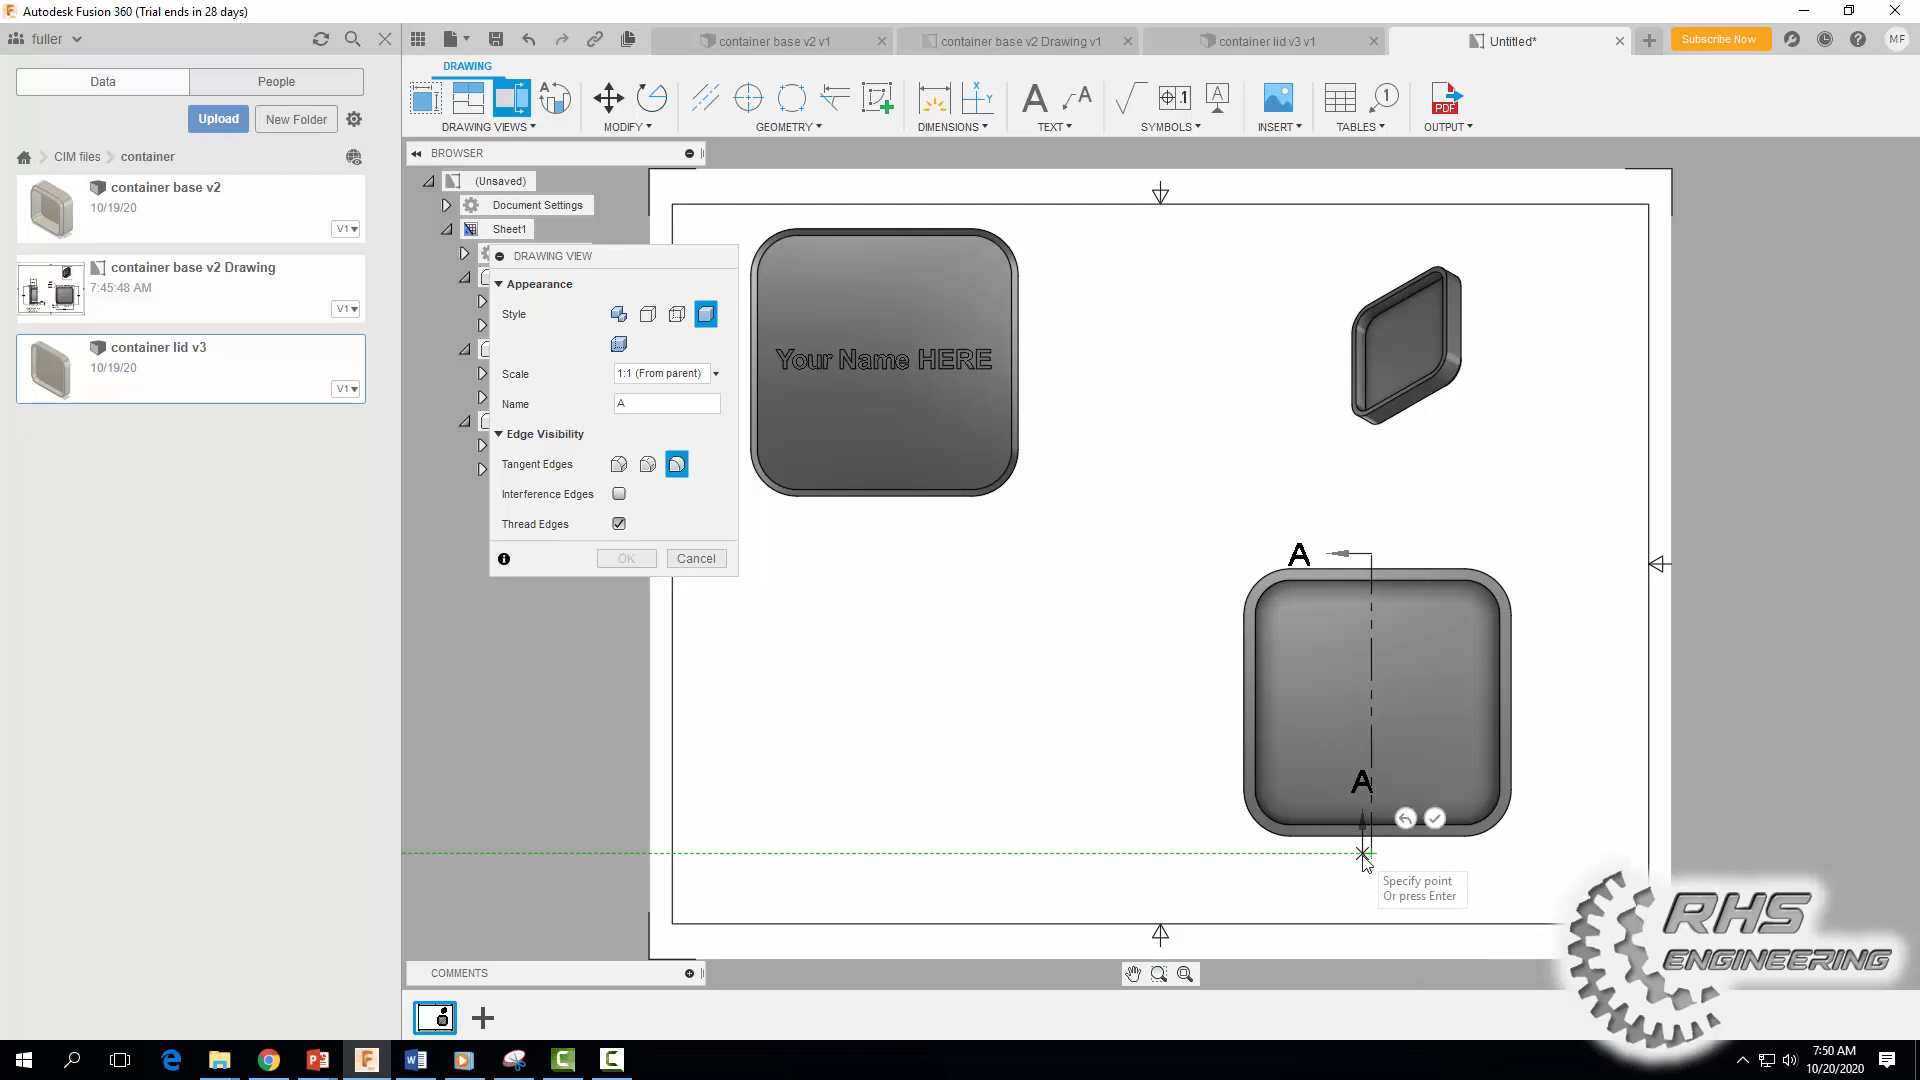 Autodesk Fusion 360 (Trial ends in 28 days)
fuller
container base v2 v1
container base v2 Drawing v1
container lid v3 v1
Untitled*
Subscribe Now
MF
Data
People
DRAWING
Upload
New Folder
DRAWING VIEWS
MODIFY
GEOMETRY
DIMENSIONS
TEXT
SYMBOLS
INSERT
TABLES
OUTPUT
PDF
CIM files
container
BROWSER
container base v2
10/19/20
V1
(Unsaved)
Document Settings
Sheet1
container base v2 Drawing
7:45:48 AM
V1
container lid v3
10/19/20
V1
DRAWING VIEW
Appearance
Style
Scale
1:1 (From parent)
Name
A
Edge Visibility
Tangent Edges
Interference Edges
Thread Edges
OK
Cancel
Your Name HERE
A
A
Specify point
Or press Enter
RHS
ENGINEERING
COMMENTS
7:50 AM
10/20/2020